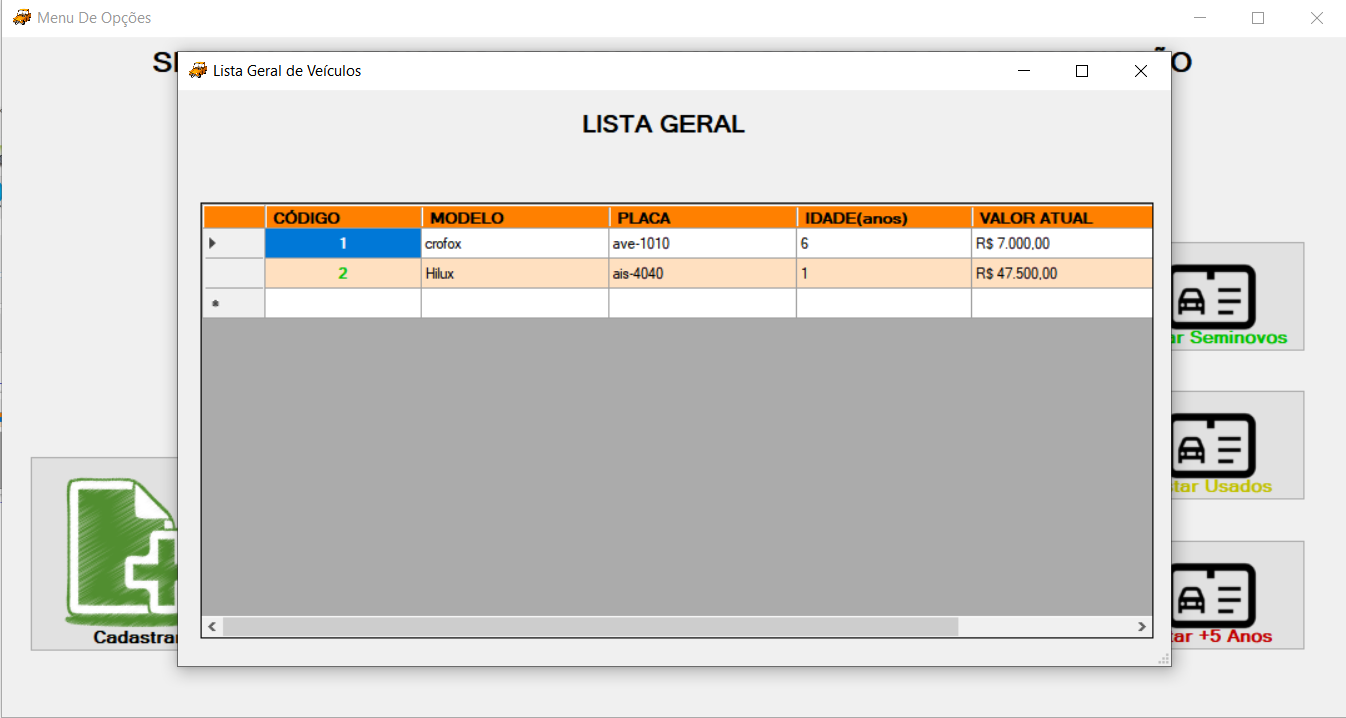 Menu De Opções
Lista Geral de Veículos
LISTA GERAL
CÓDIGO MODELO PLACA IDADE(anos) VALOR ATUAL
1 crofox ave-1010 6 R$ 7.000,00
2 Hilux ais-4040 1 R$ 47.500,00
*
ar Seminovos
tar Usados
Cadastrar
tar +5 Anos